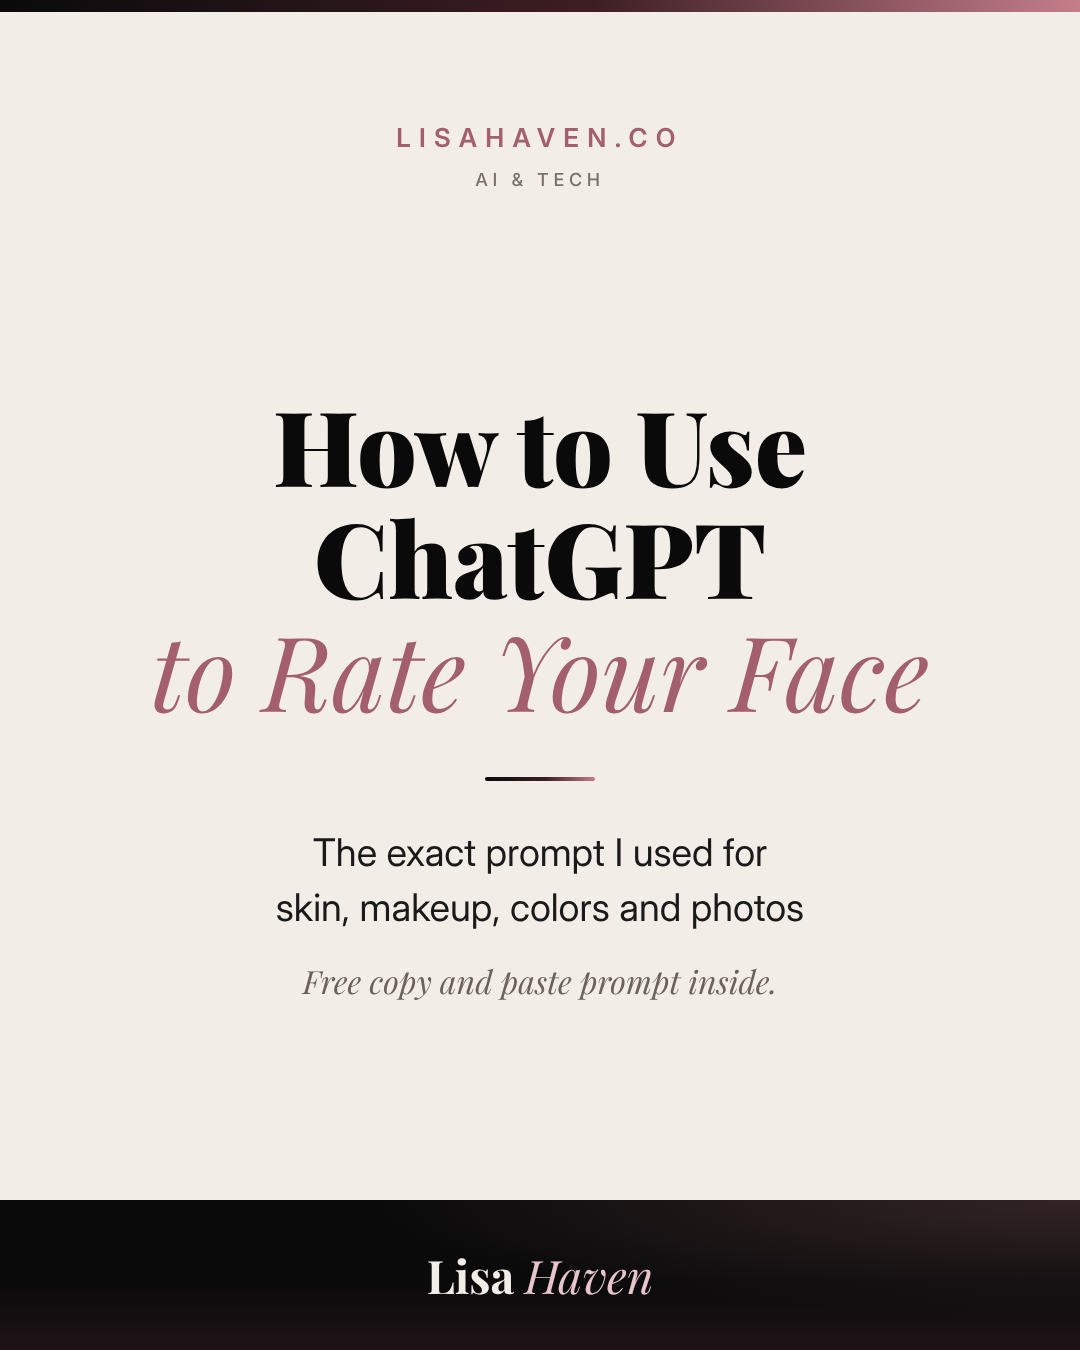 LISAHAVEN.CO
AI & TECH
How to Use
ChatGPT
to Rate Your Face
The exact prompt I used for
skin, makeup, colors and photos
Free copy and paste prompt inside.
Lisa Haven